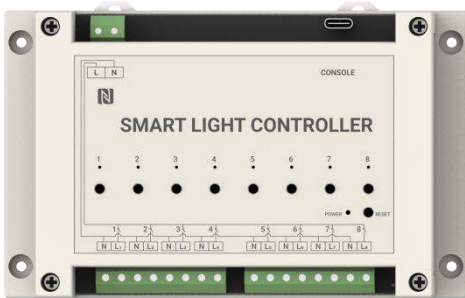 L N
CONSOLE
SMART LIGHT CONTROLLER
1 2 3 4 5 6 7 8
POWER RESET
1 2 3 4 5 6 7 8
N L₁ N L₂ N L₃ N L₄ N L₅ N L₆ N L₇ N L₈